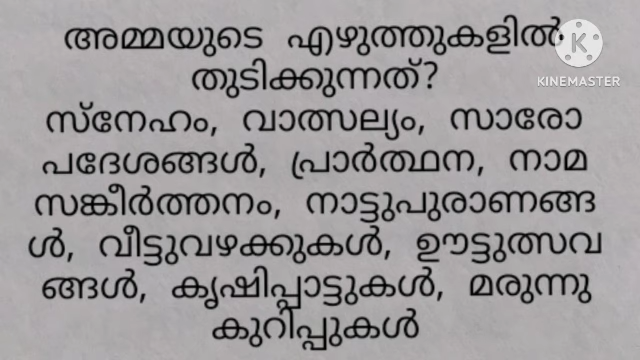 അമ്മയുടെ എഴുത്തുകളിൽ
തുടിക്കുന്നത്?
സ്നേഹം, വാത്സല്യം, സാരോ
പദേശങ്ങൾ, പ്രാർത്ഥന, നാമ
സങ്കീർത്തനം, നാട്ടുപുരാണങ്ങ
ൾ, വീട്ടുവഴക്കുകൾ, ഊട്ടുത്സവ
ങ്ങൾ, കൃഷിപ്പാട്ടുകൾ, മരുന്നു
കുറിപ്പുകൾ
K
KINEMASTER